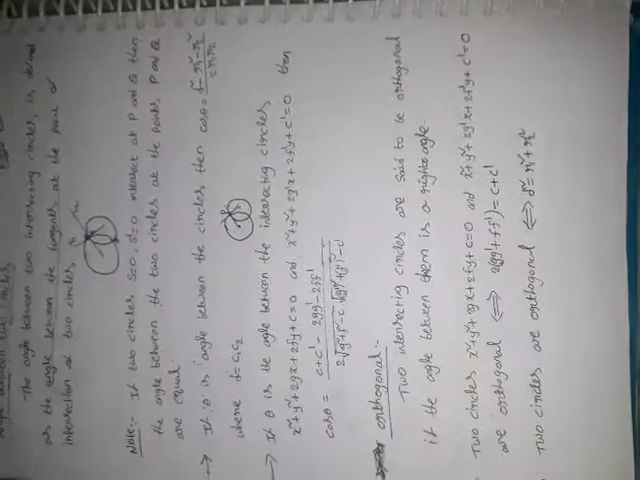 Angle between two circles
The angle between two intersecting circles, is defined
as the angle between the tangents at the point of
intersection of two circles
Note:- If two circles S=0, S'=0 intersect at P and Q then
the angle between the two circles at the points P and Q
are equal.
→ If θ is angle between the circles then cosθ = (d² - r₁² - r₂²)/(2r₁r₂)
where d = C₁C₂
→ If θ is the angle between the intersecting circles
x²+y²+2gx+2fy+c=0 and x²+y²+2g'x+2f'y+c'=0 then
cosθ = (c+c' - 2gg' - 2ff')/(2√(g²+f²-c) √(g'²+f'²-c'))
orthogonal:-
Two intersecting circles are said to be orthogonal
if the angle between them is a right angle.
Two circles x²+y²+2gx+2fy+c=0 and x²+y²+2g'x+2f'y+c'=0
are orthogonal ⟺ 2(gg'+ff') = c+c'
Two circles are orthogonal ⟺ d² = r₁² + r₂²